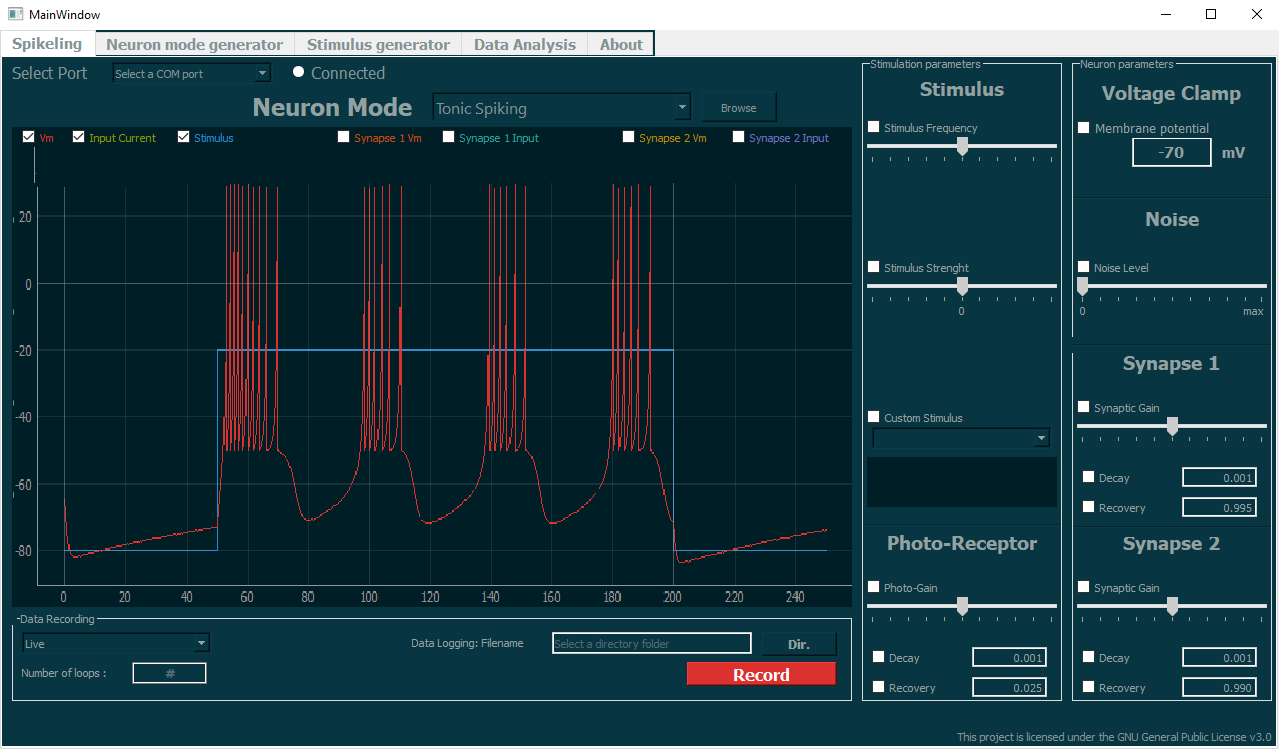 MainWindow
Spikeling Neuron mode generator Stimulus generator Data Analysis About
Select Port Select a COM port Connected
Neuron Mode Tonic Spiking Browse
Vm Input Current Stimulus Synapse 1 Vm Synapse 1 Input Synapse 2 Vm Synapse 2 Input
20
0
-20
-40
-60
-80
0 20 40 60 80 100 120 140 160 180 200 220 240
Data Recording
Live Data Logging: Filename Select a directory folder Dir.
Number of loops : # Record
Stimulation parameters
Stimulus
Stimulus Frequency
Stimulus Strenght
0
Custom Stimulus
Photo-Receptor
Photo-Gain
Decay 0.001
Recovery 0.025
Neuron parameters
Voltage Clamp
Membrane potential
-70 mV
Noise
Noise Level
0 max
Synapse 1
Synaptic Gain
Decay 0.001
Recovery 0.995
Synapse 2
Synaptic Gain
Decay 0.001
Recovery 0.990
This project is licensed under the GNU General Public License v3.0